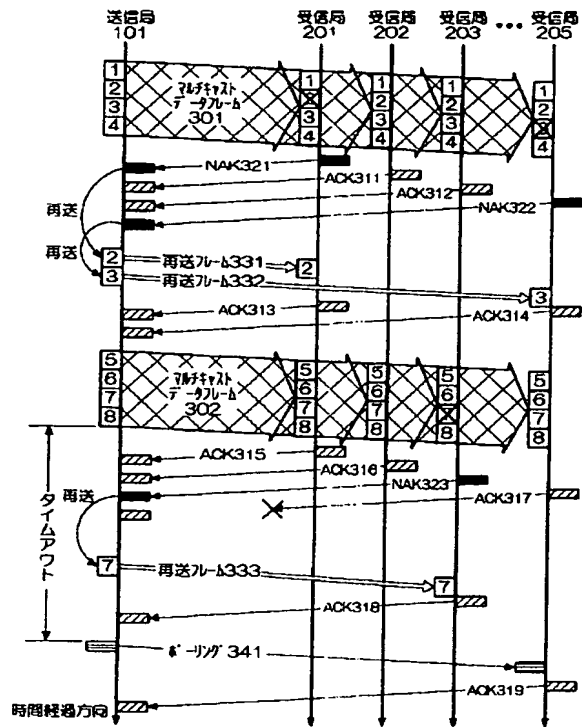 送信局 受信局 受信局 受信局 ••• 受信局
101 201 202 203 205
1 1 1 1 1
2 2 2 2
3 3 3 3
4 4 4 4 4
マルチキャスト
データフレーム
301
NAK321
ACK311
ACK312
NAK322
再送
再送
2 再送フレーム331 2
3 再送フレーム332 3
ACK313
ACK314
5 5 5 5 5
6 6 6 6 6
7 7 7 7
8 8 8 8 8
マルチキャスト
データフレーム
302
ACK315
ACK316
NAK323
ACK317
再送
タイムアウト
7 再送フレーム333 7
ACK318
ポーリング341
ACK319
時間経過方向